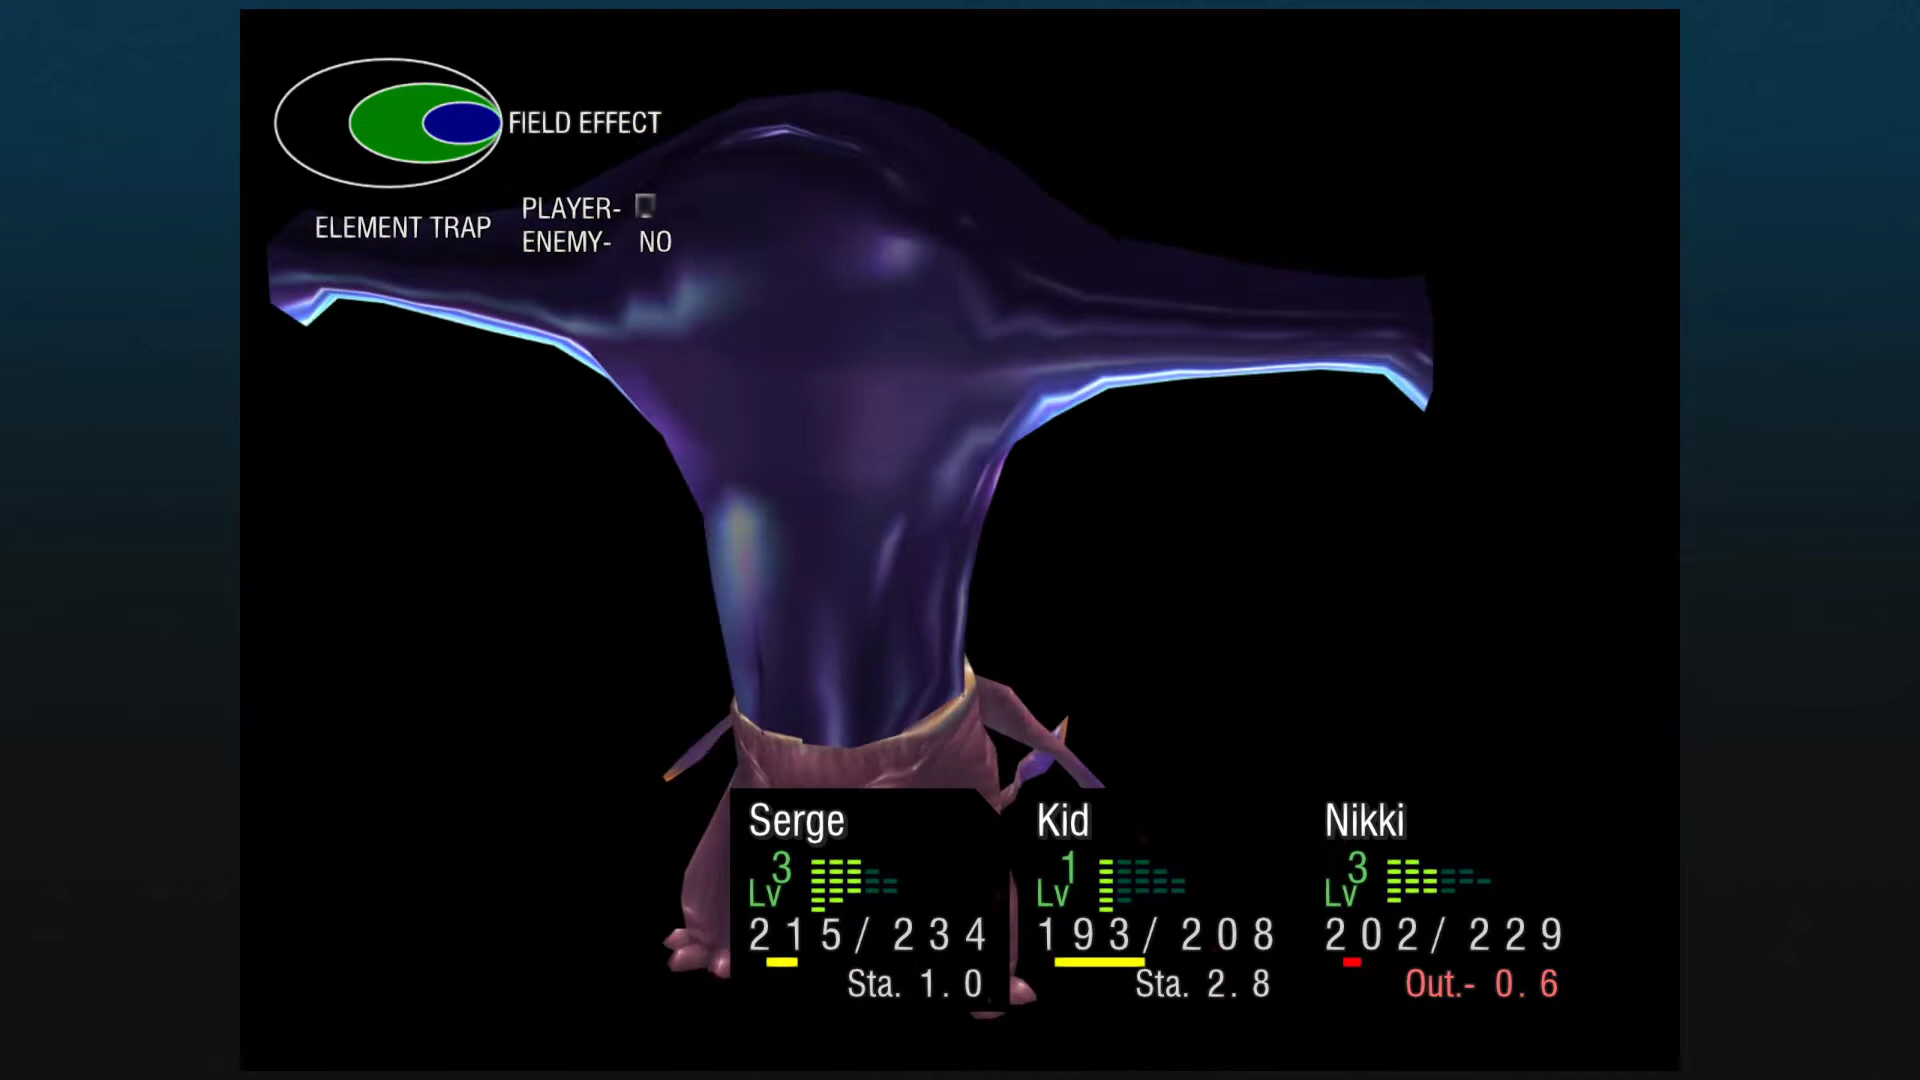 FIELD EFFECT
ELEMENT TRAP
PLAYER-
ENEMY- NO
Serge
Lv 3
215/ 234
Sta. 1.0
Kid
Lv 1
193/ 208
Sta. 2.8
Nikki
Lv 3
202/ 229
Out.- 0.6